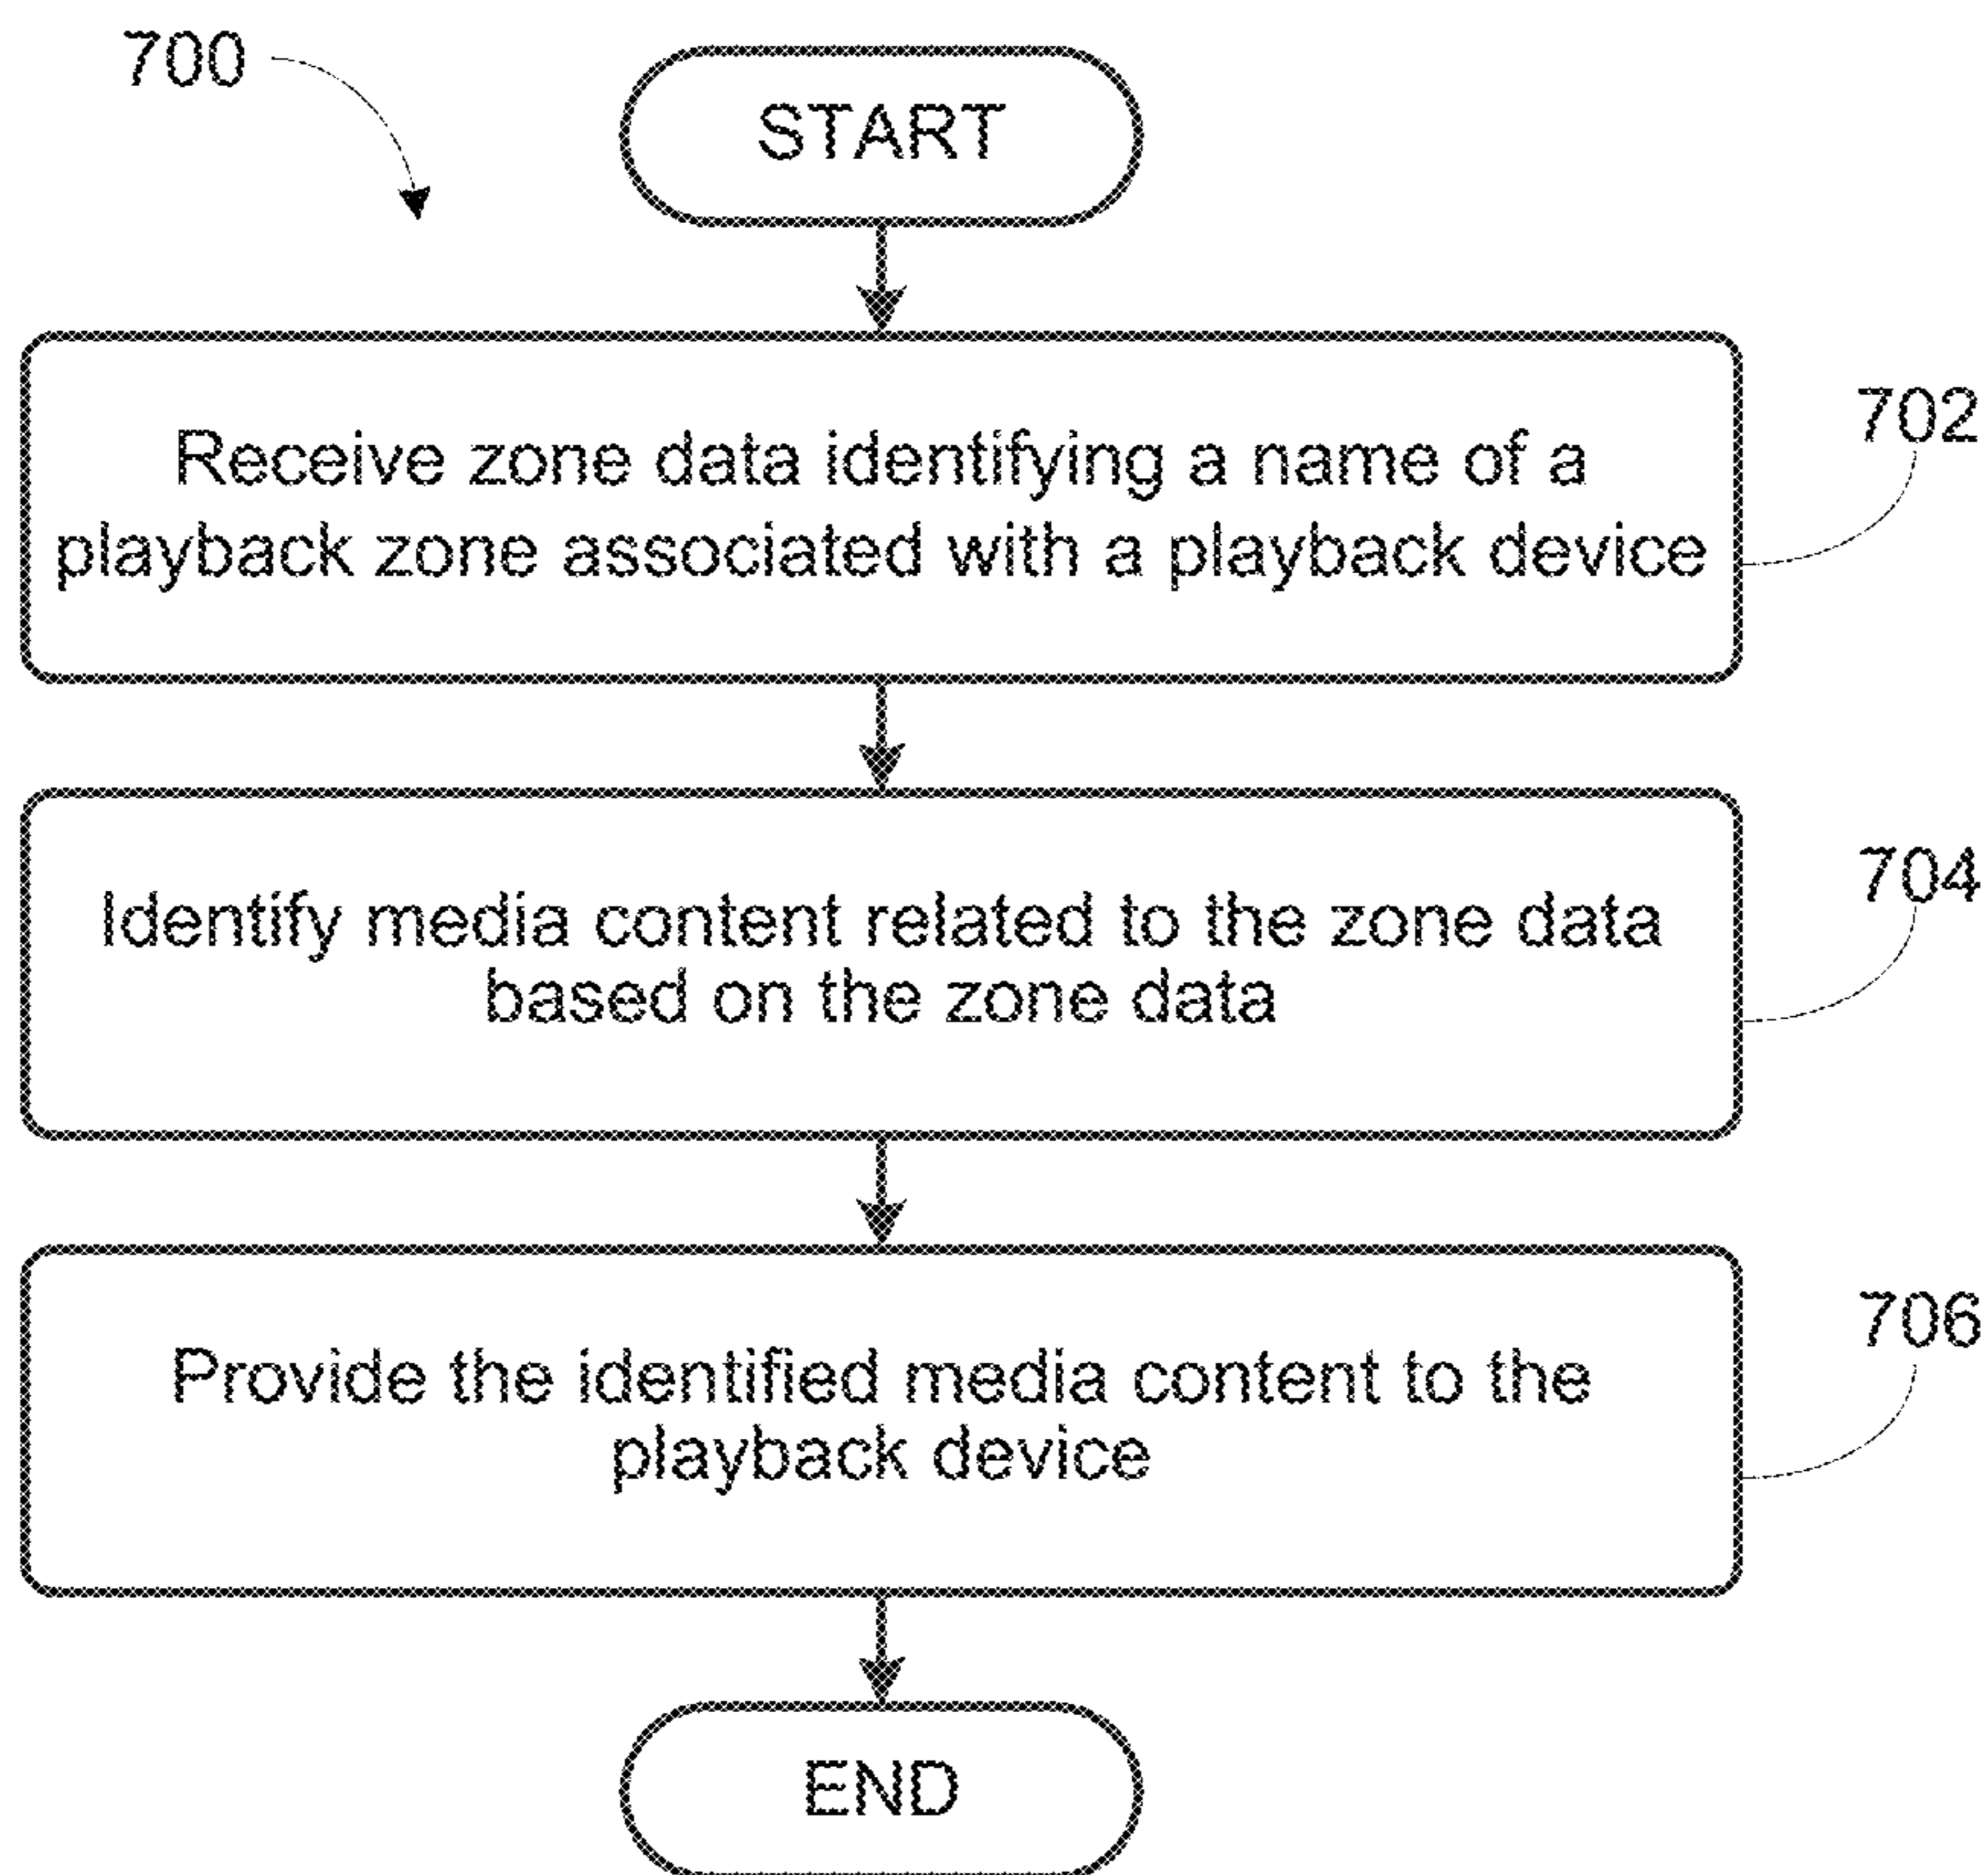 700
START
Receive zone data identifying a name of a
playback zone associated with a playback device
702
Identify media content related to the zone data
based on the zone data
704
Provide the identified media content to the
playback device
706
END